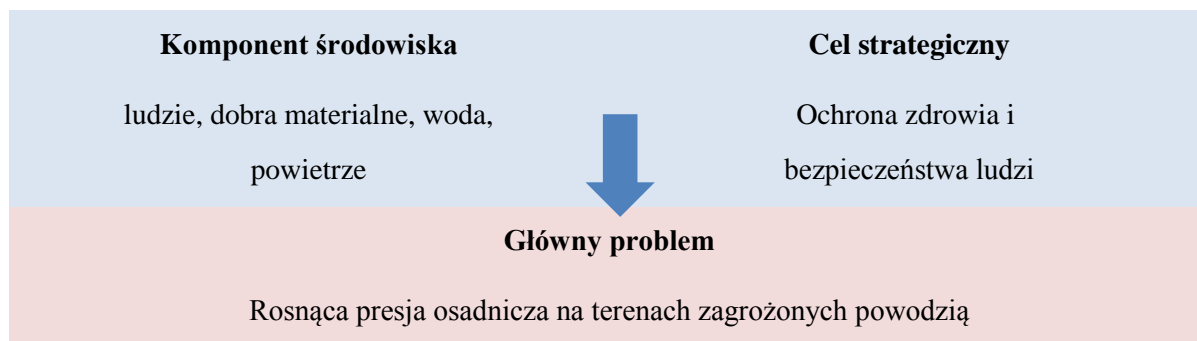 Komponent środowiska
ludzie, dobra materialne, woda,
powietrze
Cel strategiczny
Ochrona zdrowia i
bezpieczeństwa ludzi
Główny problem
Rosnąca presja osadnicza na terenach zagrożonych powodzią